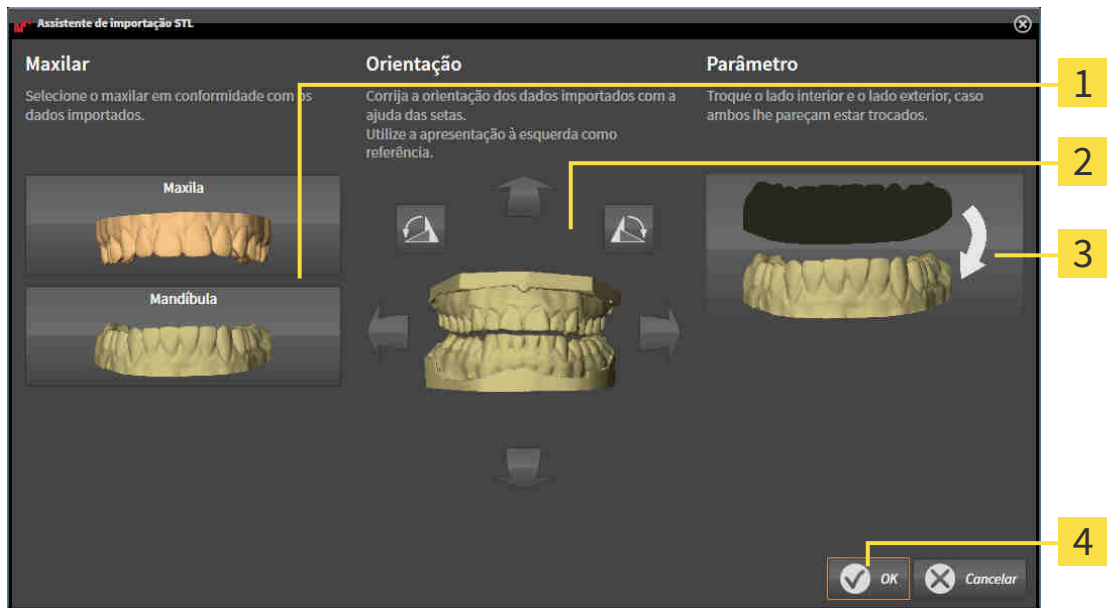 Assistente de importação STL
Maxilar
Selecione o maxilar em conformidade com os
dados importados.
Maxila
Mandíbula
Orientação
Corrija a orientação dos dados importados com a
ajuda das setas.
Utilize a apresentação à esquerda como
referência.
Parâmetro
Troque o lado interior e o lado exterior, caso
ambos lhe pareçam estar trocados.
OK
Cancelar
1
2
3
4